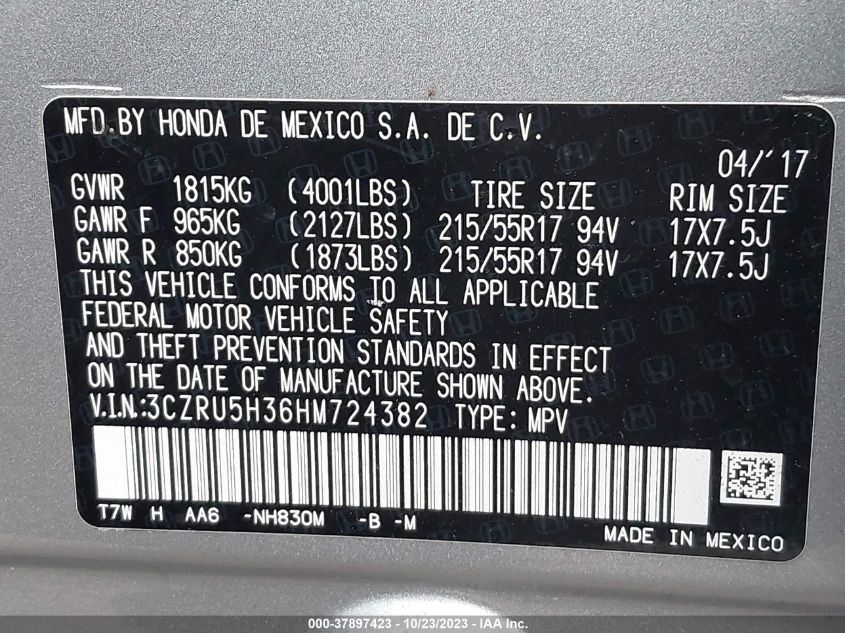 MFD.BY HONDA DE MEXICO S.A. DE C.V.
04/'17
GVWR 1815KG (4001LBS) TIRE SIZE RIM SIZE
GAWR F 965KG (2127LBS) 215/55R17 94V 17X7.5J
GAWR R 850KG (1873LBS) 215/55R17 94V 17X7.5J
THIS VEHICLE CONFORMS TO ALL APPLICABLE
FEDERAL MOTOR VEHICLE SAFETY
AND THEFT PREVENTION STANDARDS IN EFFECT
ON THE DATE OF MANUFACTURE SHOWN ABOVE.
V.I.N.:3CZRU5H36HM724382 TYPE: MPV
T7W H AA6 -NH830M -B -M
MADE IN MEXICO
000-37897423 - 10/23/2023 - IAA Inc.